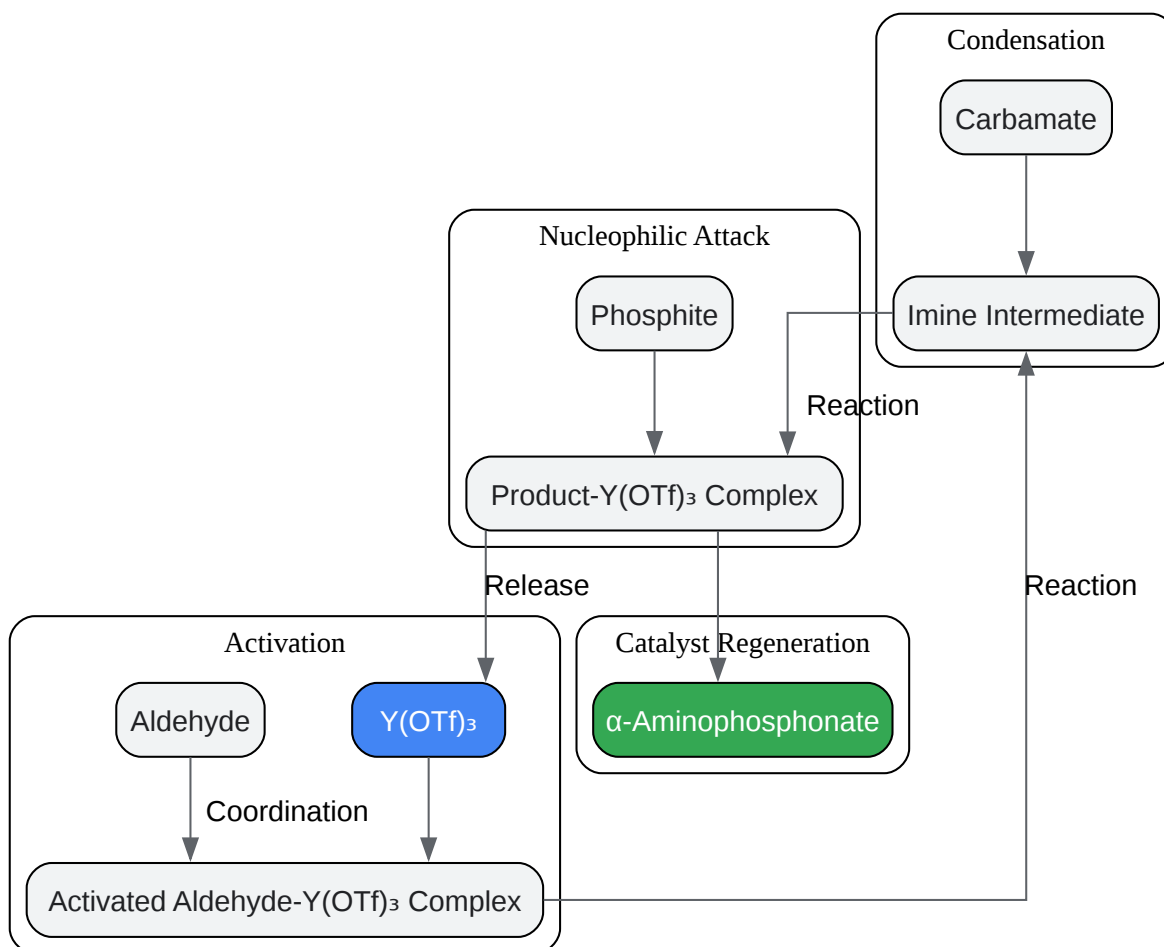 Condensation
Carbamate
Nucleophilic Attack
Phosphite
Imine Intermediate
Reaction
Product-Y(OTf)₃ Complex
Release
Reaction
Activation
Catalyst Regeneration
Aldehyde
Y(OTf)₃
α-Aminophosphonate
Coordination
Activated Aldehyde-Y(OTf)₃ Complex